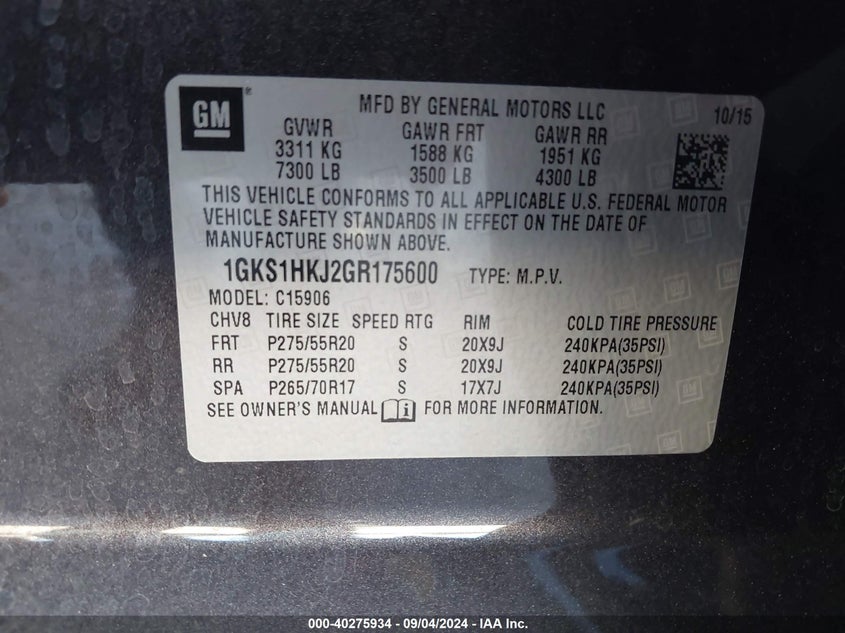 GM ® MFD BY GENERAL MOTORS LLC 10/15
GVWR GAWR FRT GAWR RR
3311 KG 1588 KG 1951 KG
7300 LB 3500 LB 4300 LB
THIS VEHICLE CONFORMS TO ALL APPLICABLE U.S. FEDERAL MOTOR
VEHICLE SAFETY STANDARDS IN EFFECT ON THE DATE OF
MANUFACTURE SHOWN ABOVE.
1GKS1HKJ2GR175600 TYPE: M.P.V.
MODEL: C15906
CHV8 TIRE SIZE SPEED RTG RIM COLD TIRE PRESSURE
FRT P275/55R20 S 20X9J 240KPA(35PSI)
RR P275/55R20 S 20X9J 240KPA(35PSI)
SPA P265/70R17 S 17X7J 240KPA(35PSI)
SEE OWNER'S MANUAL i FOR MORE INFORMATION.
000-40275934 - 09/04/2024 - IAA Inc.